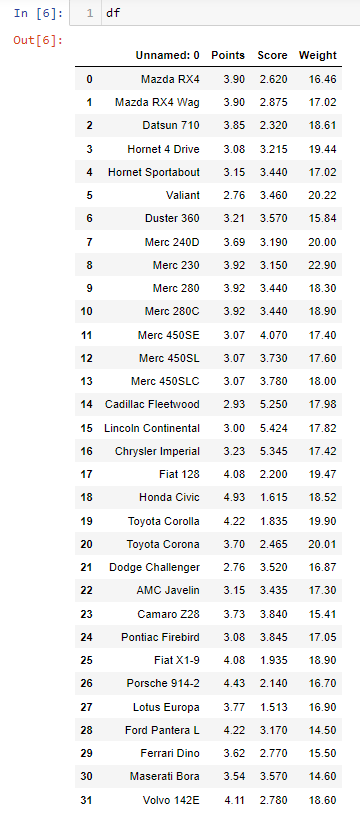 In [6]: 1 df
Out[6]:
Unnamed: 0 Points Score Weight
0 Mazda RX4 3.90 2.620 16.46
1 Mazda RX4 Wag 3.90 2.875 17.02
2 Datsun 710 3.85 2.320 18.61
3 Hornet 4 Drive 3.08 3.215 19.44
4 Hornet Sportabout 3.15 3.440 17.02
5 Valiant 2.76 3.460 20.22
6 Duster 360 3.21 3.570 15.84
7 Merc 240D 3.69 3.190 20.00
8 Merc 230 3.92 3.150 22.90
9 Merc 280 3.92 3.440 18.30
10 Merc 280C 3.92 3.440 18.90
11 Merc 450SE 3.07 4.070 17.40
12 Merc 450SL 3.07 3.730 17.60
13 Merc 450SLC 3.07 3.780 18.00
14 Cadillac Fleetwood 2.93 5.250 17.98
15 Lincoln Continental 3.00 5.424 17.82
16 Chrysler Imperial 3.23 5.345 17.42
17 Fiat 128 4.08 2.200 19.47
18 Honda Civic 4.93 1.615 18.52
19 Toyota Corolla 4.22 1.835 19.90
20 Toyota Corona 3.70 2.465 20.01
21 Dodge Challenger 2.76 3.520 16.87
22 AMC Javelin 3.15 3.435 17.30
23 Camaro Z28 3.73 3.840 15.41
24 Pontiac Firebird 3.08 3.845 17.05
25 Fiat X1-9 4.08 1.935 18.90
26 Porsche 914-2 4.43 2.140 16.70
27 Lotus Europa 3.77 1.513 16.90
28 Ford Pantera L 4.22 3.170 14.50
29 Ferrari Dino 3.62 2.770 15.50
30 Maserati Bora 3.54 3.570 14.60
31 Volvo 142E 4.11 2.780 18.60